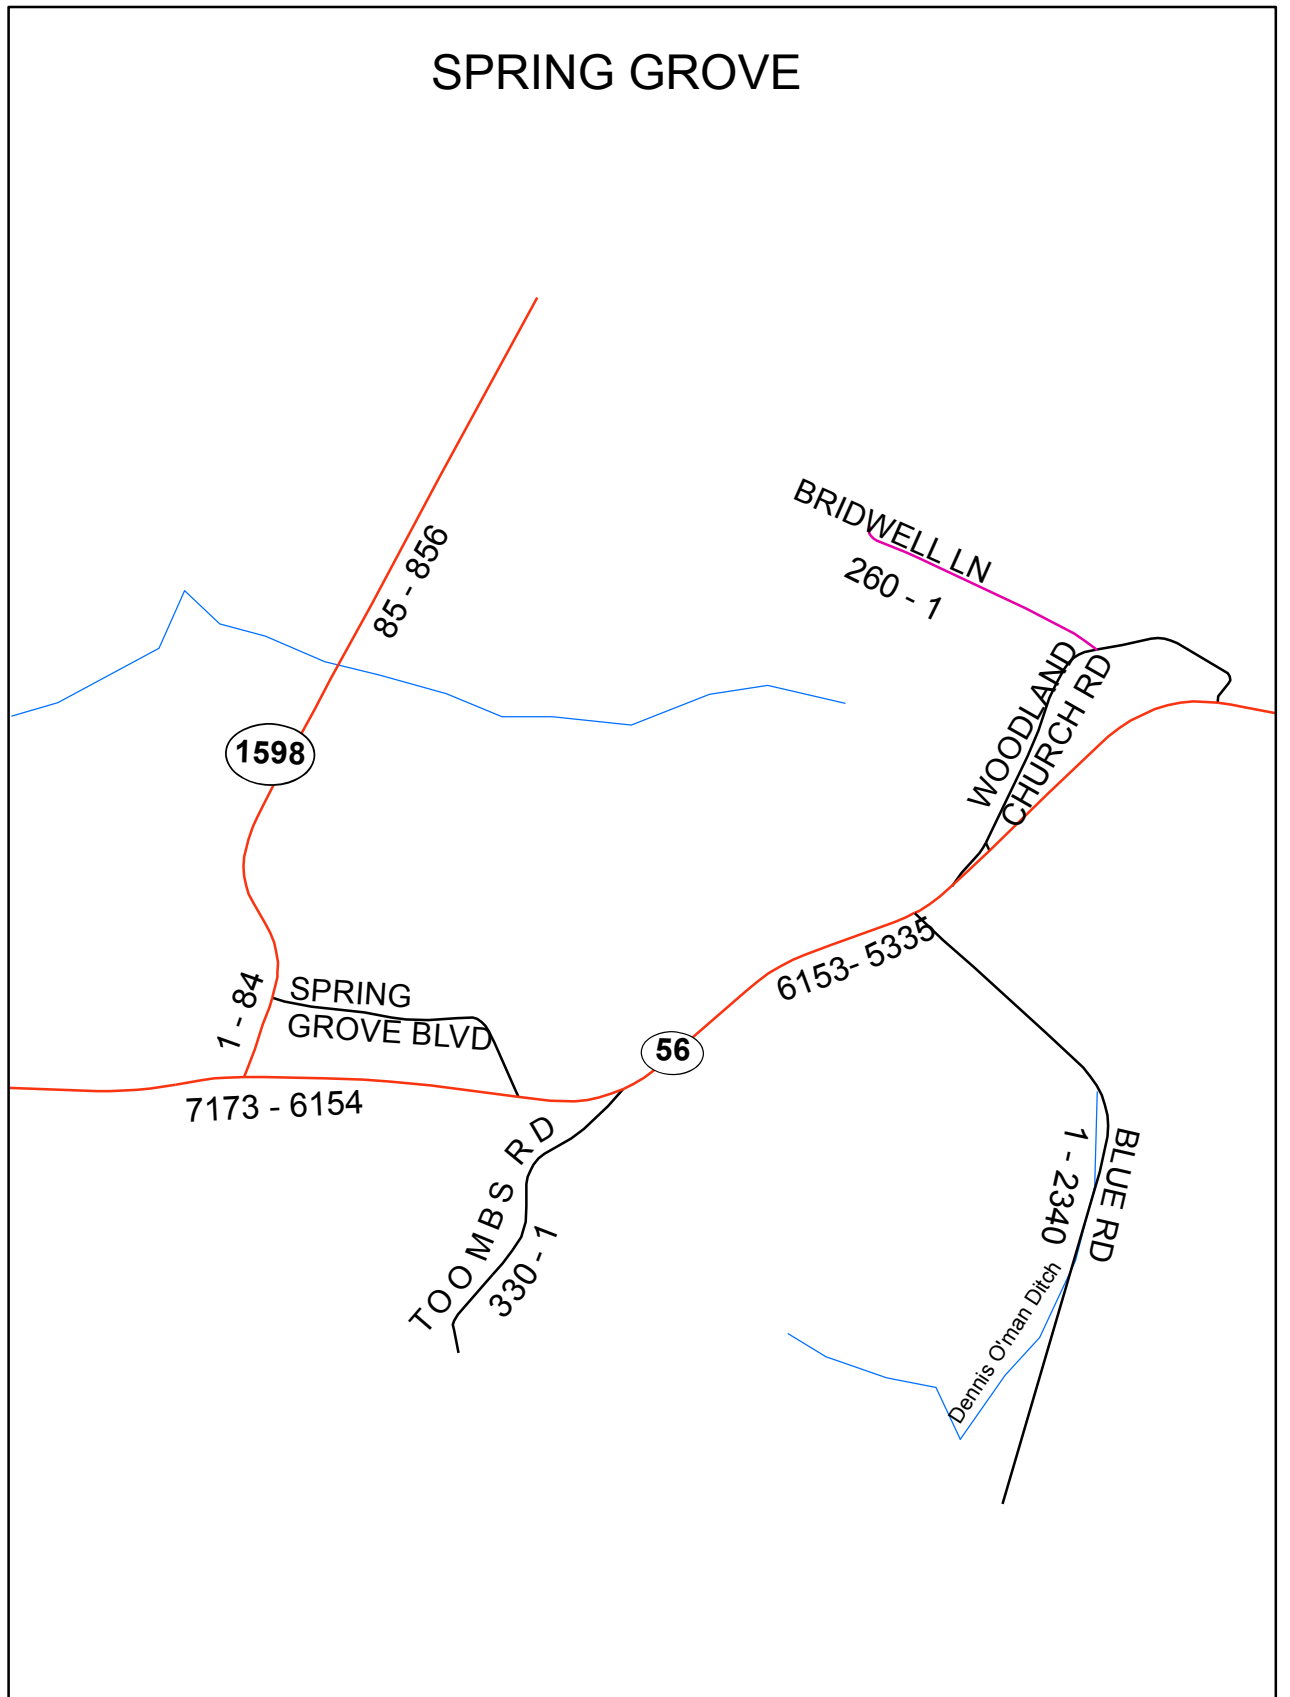 SPRING GROVE
85 - 856
BRIDWELL LN
260 - 1
WOODLAND
CHURCH RD
1598
6153- 5335
1 - 84
SPRING
GROVE BLVD
56
7173 - 6154
TOOMBS RD
330 - 1
BLUE RD
1 - 2340
Dennis O'man Ditch